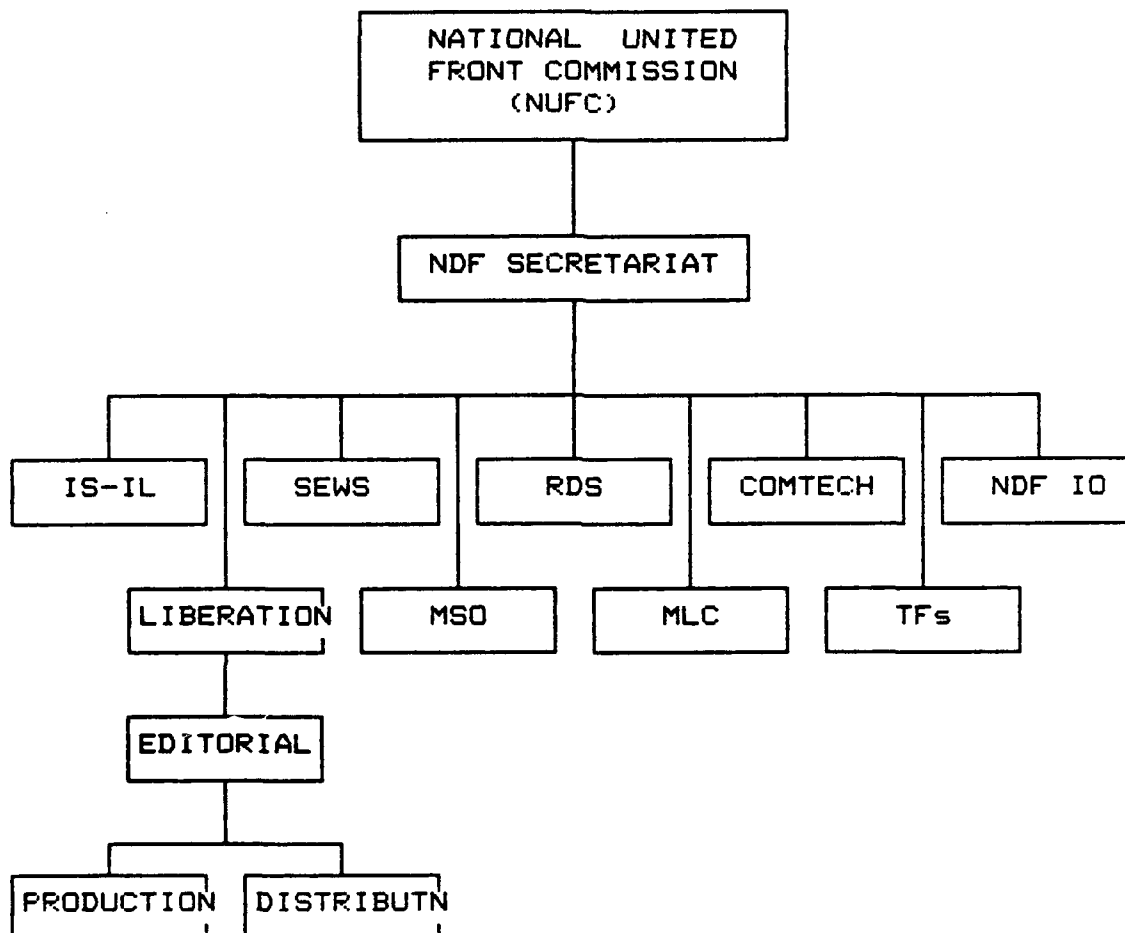 NATIONAL UNITED
FRONT COMMISSION
(NUFC)
NDF SECRETARIAT
IS-IL
SEWS
RDS
COMTECH
NDF IO
LIBERATION
MSO
MLC
TFs
EDITORIAL
PRODUCTION
DISTRIBUTN